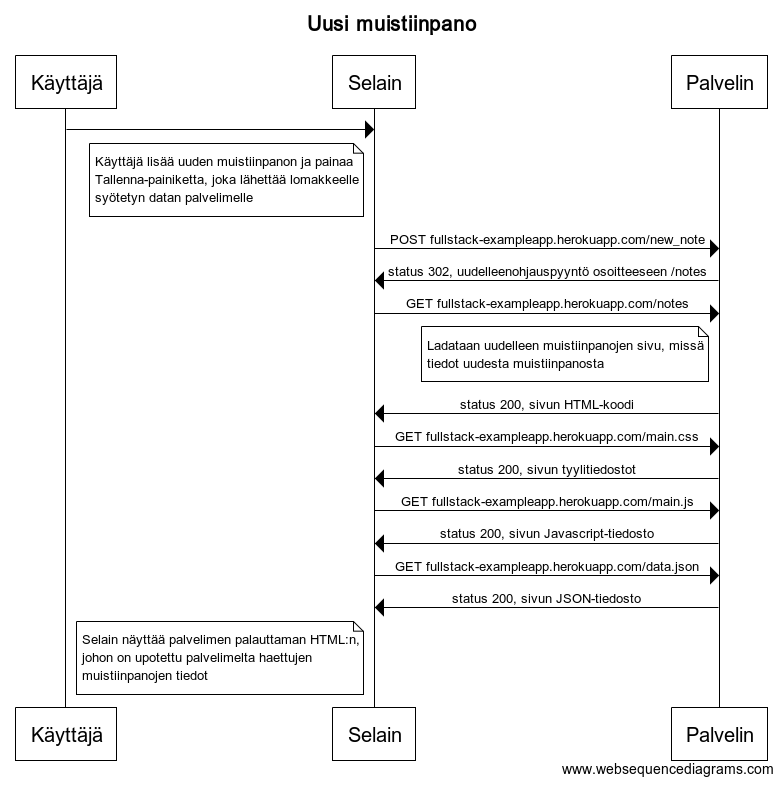 Uusi muistiinpano
Käyttäjä
Selain
Palvelin
Käyttäjä lisää uuden muistiinpanon ja painaa
Tallenna-painiketta, joka lähettää lomakkeelle
syötetyn datan palvelimelle
POST fullstack-exampleapp.herokuapp.com/new_note
status 302, uudelleenohjauspyyntö osoitteeseen /notes
GET fullstack-exampleapp.herokuapp.com/notes
Ladataan uudelleen muistiinpanojen sivu, missä
tiedot uudesta muistiinpanosta
status 200, sivun HTML-koodi
GET fullstack-exampleapp.herokuapp.com/main.css
status 200, sivun tyylitiedostot
GET fullstack-exampleapp.herokuapp.com/main.js
status 200, sivun Javascript-tiedosto
GET fullstack-exampleapp.herokuapp.com/data.json
status 200, sivun JSON-tiedosto
Selain näyttää palvelimen palauttaman HTML:n,
johon on upotettu palvelimelta haettujen
muistiinpanojen tiedot
Käyttäjä
Selain
Palvelin
www.websequencediagrams.com